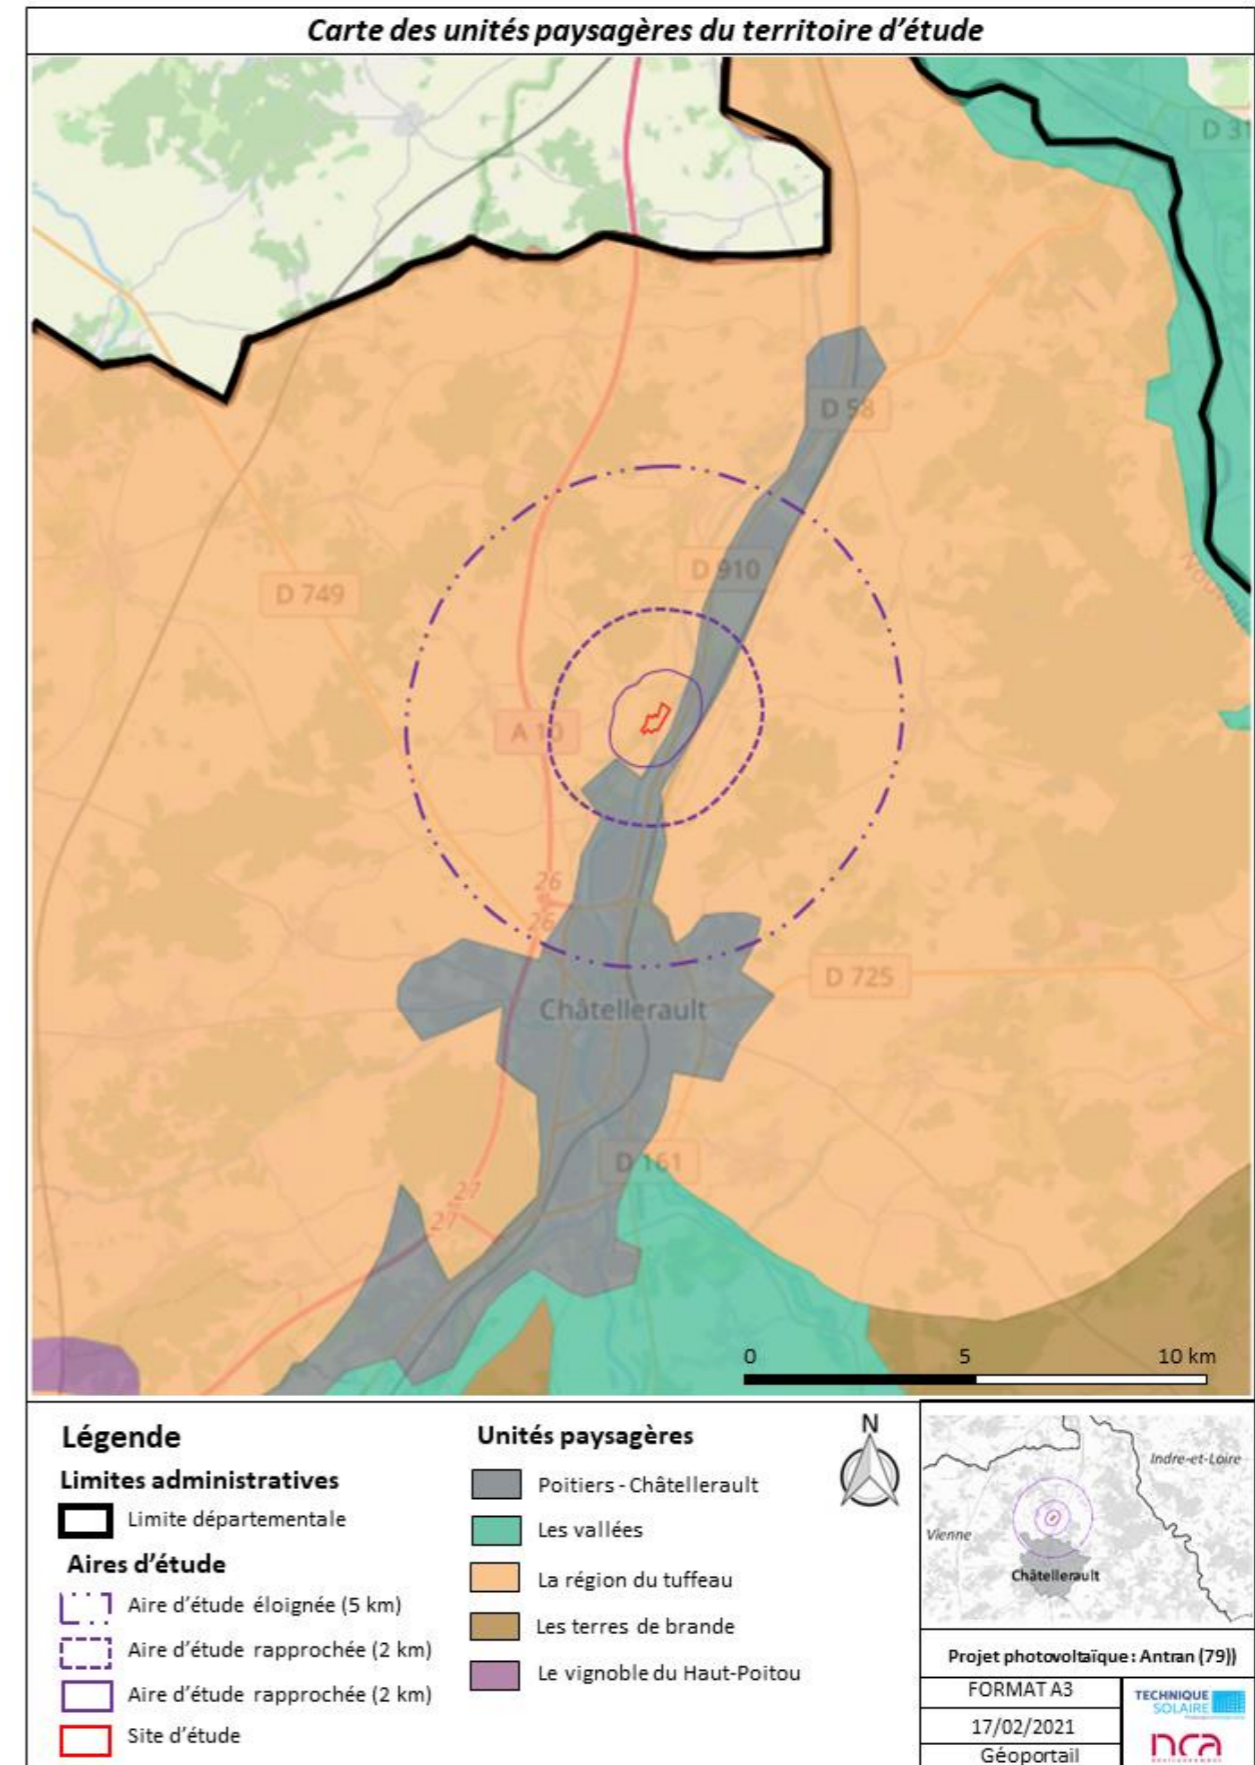 Carte des unités paysagères du territoire d'étude
D 31
D 58
D 910
D 749
A 10
26
26
D 725
Châtellerault
D 161
27
27
0 5 10 km
Légende
Limites administratives
Limite départementale
Aires d'étude
Aire d'étude éloignée (5 km)
Aire d'étude rapprochée (2 km)
Aire d'étude rapprochée (2 km)
Site d'étude
Unités paysagères
Poitiers - Châtellerault
Les vallées
La région du tuffeau
Les terres de brande
Le vignoble du Haut-Poitou
N
Indre-et-Loire
Vienne
Châtellerault
Projet photovoltaïque : Antran (79))
FORMAT A3
17/02/2021
Géoportail
TECHNIQUE
SOLAIRE
nca